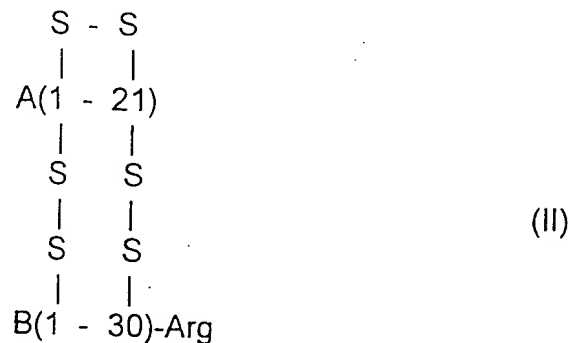 S - S
| |
A(1 - 21)
| |
S S
| |
S S
| |
B(1 - 30)-Arg
(II)